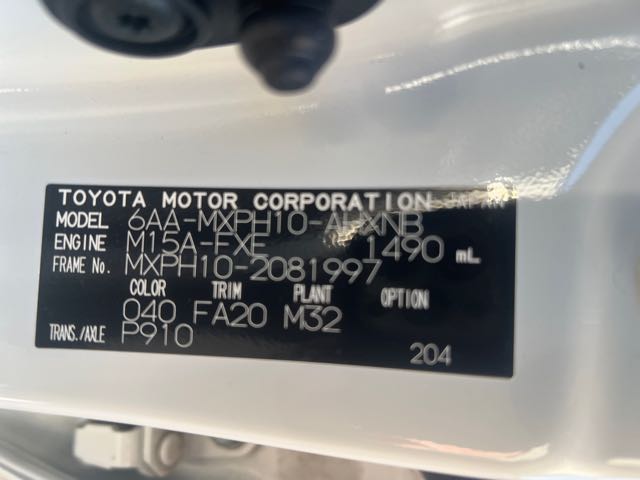 TOYOTA MOTOR CORPORATION JAPAN
MODEL 6AA-MXPH10-AHXNB
ENGINE M15A-FXE 1490 mL
FRAME No. MXPH10-2081997
COLOR TRIM PLANT OPTION
040 FA20 M32
TRANS./AXLE P910
204